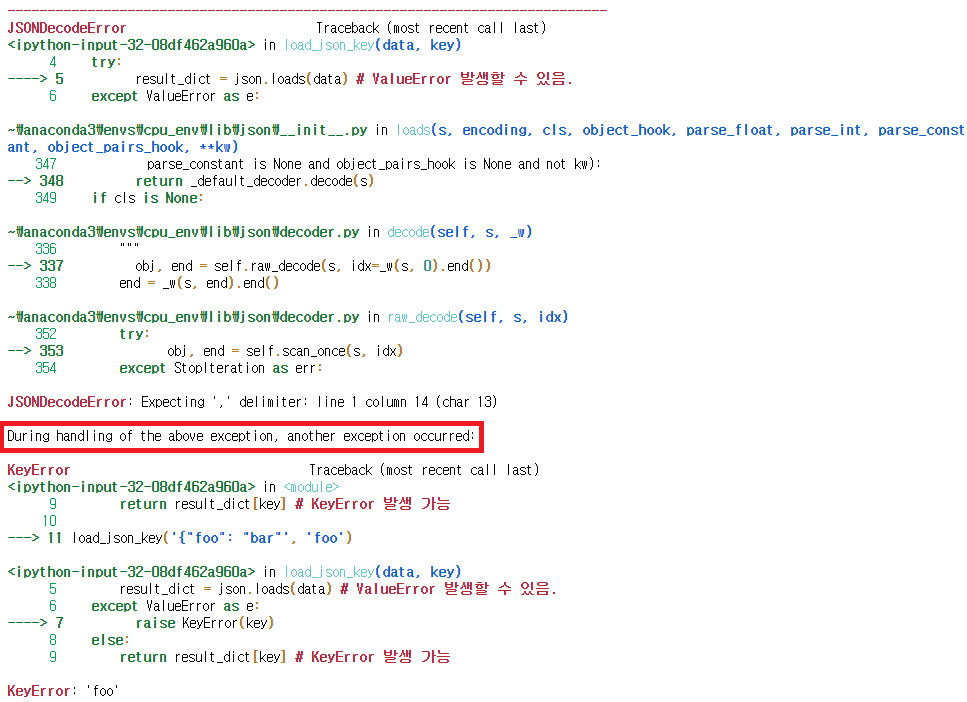 ---------------------------------------------------------------------------
JSONDecodeError                           Traceback (most recent call last)
<ipython-input-32-08df462a960a> in load_json_key(data, key)
      4     try:
----> 5         result_dict = json.loads(data) # ValueError 발생할 수 있음.
      6     except ValueError as e:
~₩anaconda3₩envs₩cpu_env₩lib₩json₩__init__.py in loads(s, encoding, cls, object_hook, parse_float, parse_int, parse_const
ant, object_pairs_hook, **kw)
    347             parse_constant is None and object_pairs_hook is None and not kw):
--> 348         return _default_decoder.decode(s)
    349     if cls is None:
~₩anaconda3₩envs₩cpu_env₩lib₩json₩decoder.py in decode(self, s, _w)
    336         """
--> 337         obj, end = self.raw_decode(s, idx=_w(s, 0).end())
    338         end = _w(s, end).end()
~₩anaconda3₩envs₩cpu_env₩lib₩json₩decoder.py in raw_decode(self, s, idx)
    352         try:
--> 353             obj, end = self.scan_once(s, idx)
    354         except StopIteration as err:
JSONDecodeError: Expecting ',' delimiter: line 1 column 14 (char 13)
During handling of the above exception, another exception occurred:
KeyError                                  Traceback (most recent call last)
<ipython-input-32-08df462a960a> in <module>
      9         return result_dict[key] # KeyError 발생 가능
     10
---> 11 load_json_key('{"foo": "bar"', 'foo')
<ipython-input-32-08df462a960a> in load_json_key(data, key)
      5         result_dict = json.loads(data) # ValueError 발생할 수 있음.
      6     except ValueError as e:
----> 7         raise KeyError(key)
      8     else:
      9         return result_dict[key] # KeyError 발생 가능
KeyError: 'foo'